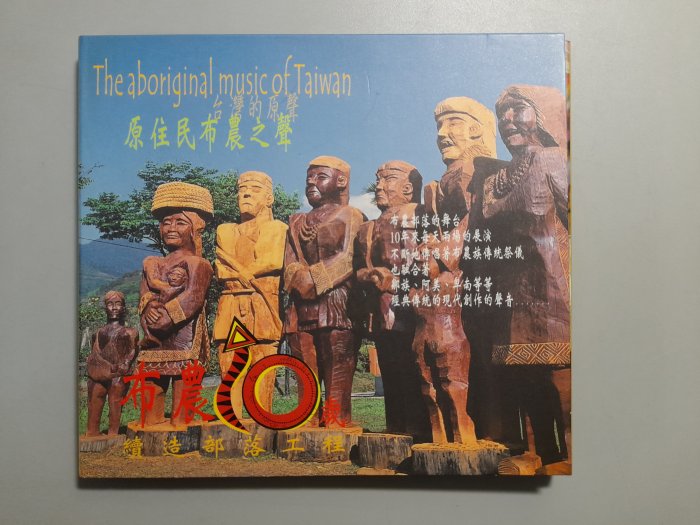 The aboriginal music of Taiwan
台灣的原聲
原住民布農之聲
布農部落的舞台
10年來每天兩場的展演
不斷地傳唱著布農族傳統祭儀
也融合著
鄒族、阿美、卑南等等
經典傳統的現代創作的聲音.......
布農10歲
續造部落工程